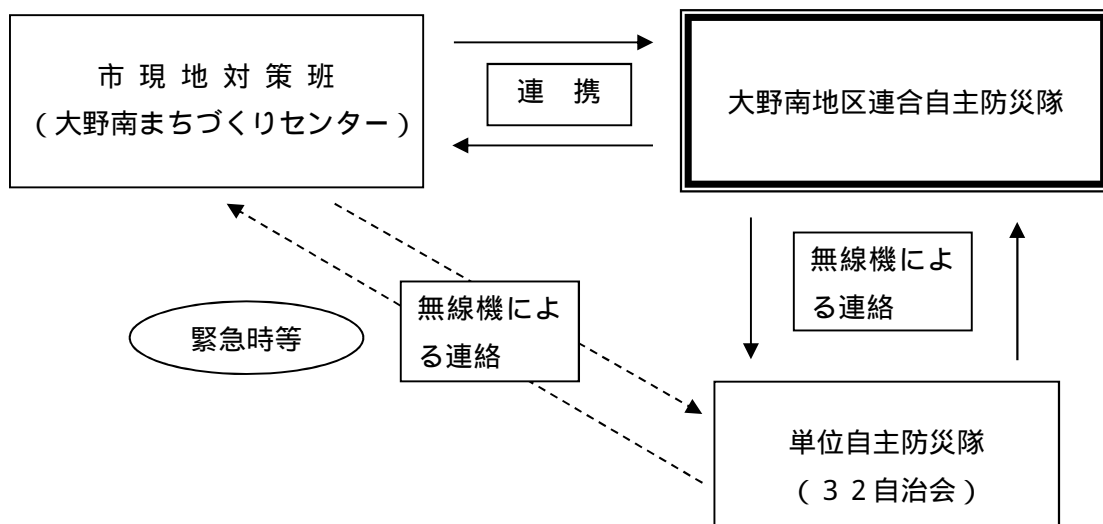 市現地対策班
(大野南まちづくりセンター)
連　携
大野南地区連合自主防災隊
無線機によ
る連絡
緊急時等
無線機によ
る連絡
単位自主防災隊
(３２自治会)